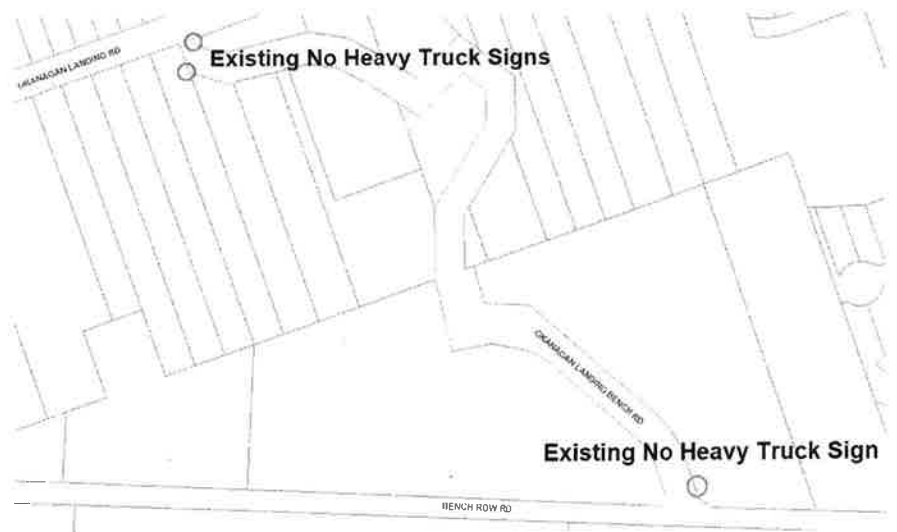 OKANAGAN LANDING RD
Existing No Heavy Truck Signs
OKANAGAN LANDING BENCH RD
Existing No Heavy Truck Sign
BENCH ROW RD